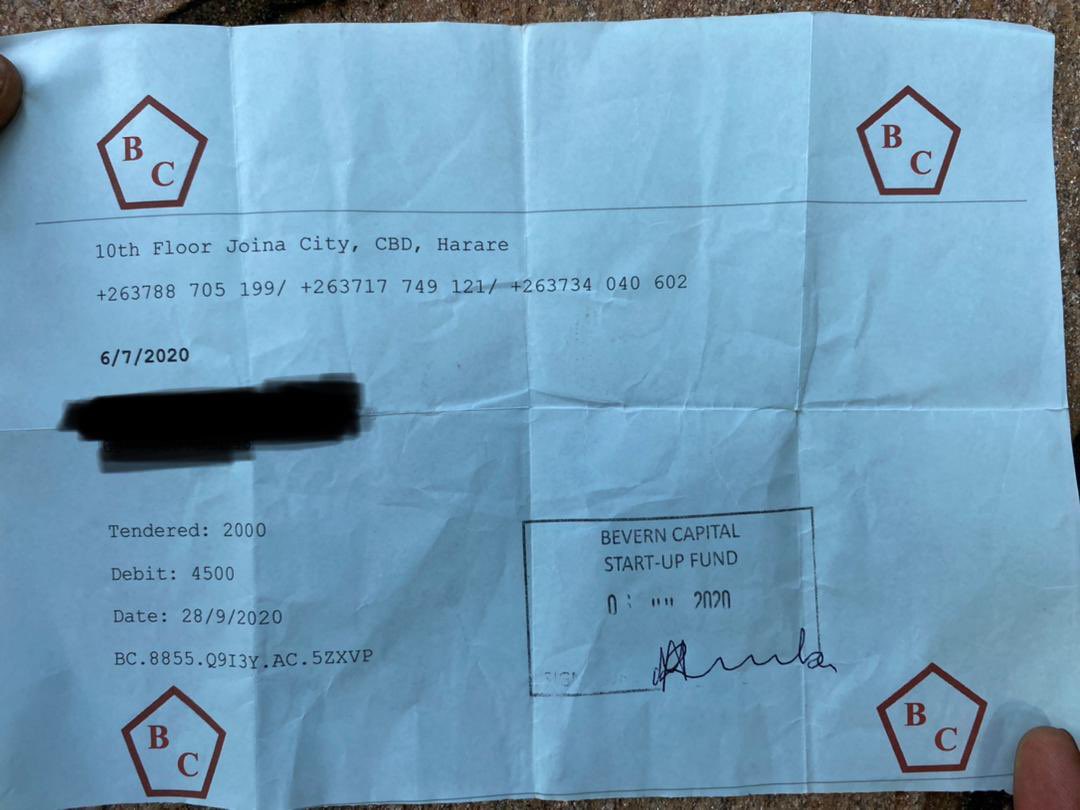 B
C
B
C
10th Floor Joina City, CBD, Harare
+263788 705 199/ +263717 749 121/ +263734 040 602
6/7/2020
Tendered: 2000
Debit: 4500
Date: 28/9/2020
BC.8855.Q9I3Y.AC.5ZXVP
BEVERN CAPITAL
START-UP FUND
2020
B
C
B
C